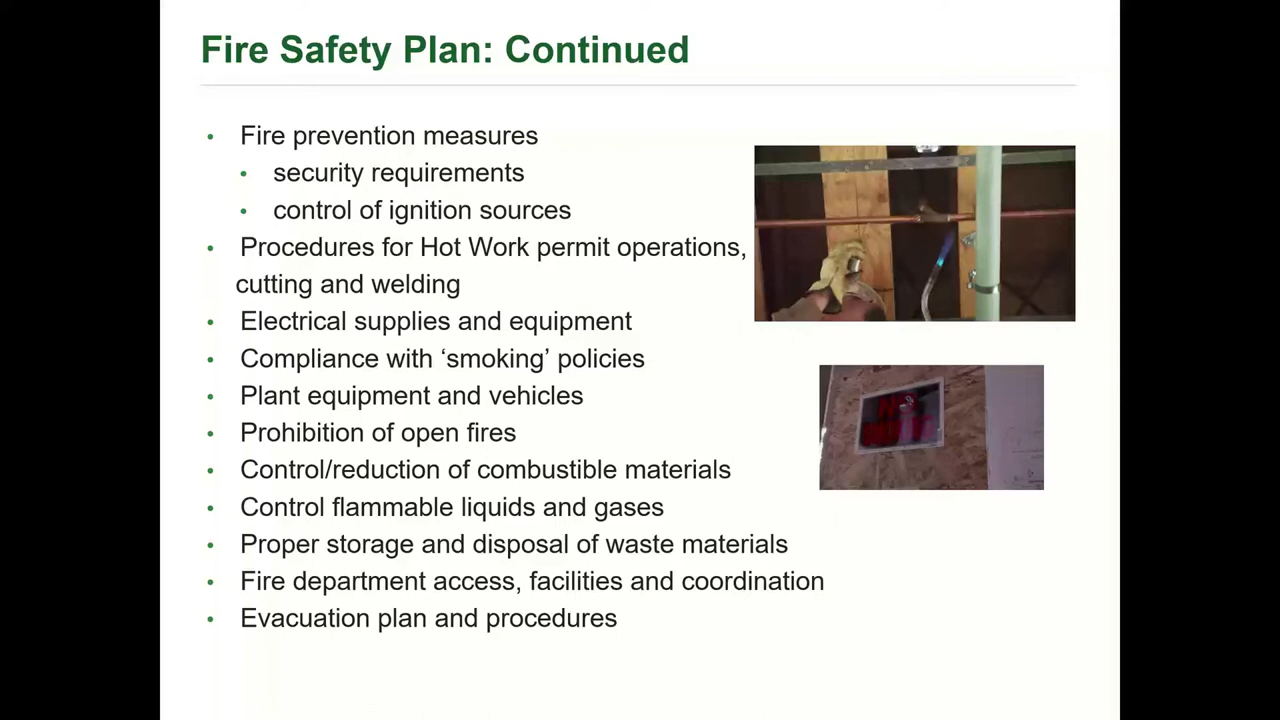 Fire Safety Plan: Continued
• Fire prevention measures
• security requirements
• control of ignition sources
• Procedures for Hot Work permit operations,
cutting and welding
• Electrical supplies and equipment
• Compliance with ‘smoking’ policies
• Plant equipment and vehicles
• Prohibition of open fires
• Control/reduction of combustible materials
• Control flammable liquids and gases
• Proper storage and disposal of waste materials
• Fire department access, facilities and coordination
• Evacuation plan and procedures